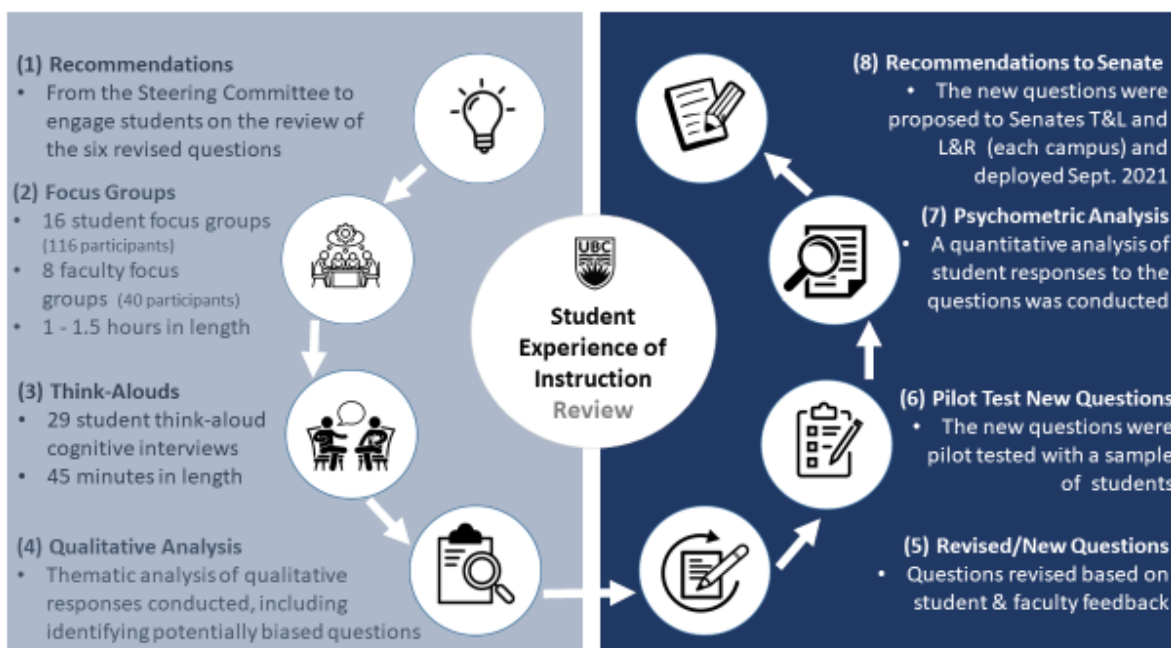 (1) Recommendations
• From the Steering Committee to
engage students on the review of
the six revised questions
(2) Focus Groups
• 16 student focus groups
(116 participants)
• 8 faculty focus
groups (40 participants)
• 1 - 1.5 hours in length
(3) Think-Alouds
• 29 student think-aloud
cognitive interviews
• 45 minutes in length
(4) Qualitative Analysis
• Thematic analysis of qualitative
responses conducted, including
identifying potentially biased questions
UBC
Student
Experience of
Instruction
Review
(5) Revised/New Questions
• Questions revised based on
student & faculty feedback
(6) Pilot Test New Questions
• The new questions were
pilot tested with a sample
of students
(7) Psychometric Analysis
• A quantitative analysis of
student responses to the
questions was conducted
(8) Recommendations to Senate
• The new questions were
proposed to Senates T&L and
L&R (each campus) and
deployed Sept. 2021